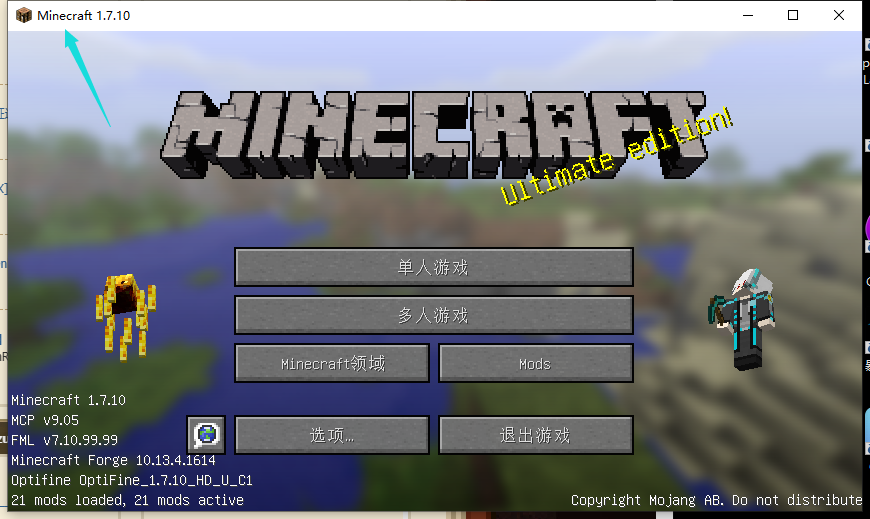 Minecraft 1.7.10
MINECRAFT
Ultimate edition!
单人游戏
多人游戏
Minecraft领域
Mods
选项…
退出游戏
Minecraft 1.7.10
MCP v9.05
FML v7.10.99.99
Minecraft Forge 10.13.4.1614
Optifine OptiFine_1.7.10_HD_U_C1
21 mods loaded, 21 mods active
Copyright Mojang AB. Do not distribute